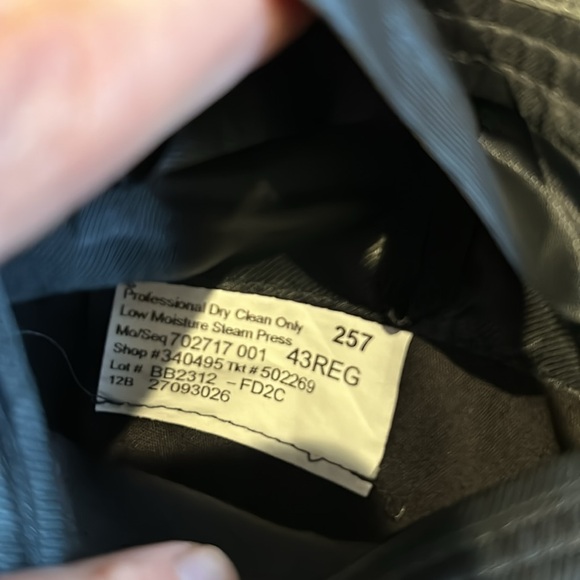 Professional Dry Clean Only
Low Moisture Steam Press 257
Mo/Seq 702717 001 43REG
Shop #340495 Tkt # 502269
Lot # BB2312 - FD2C
12B 27093026